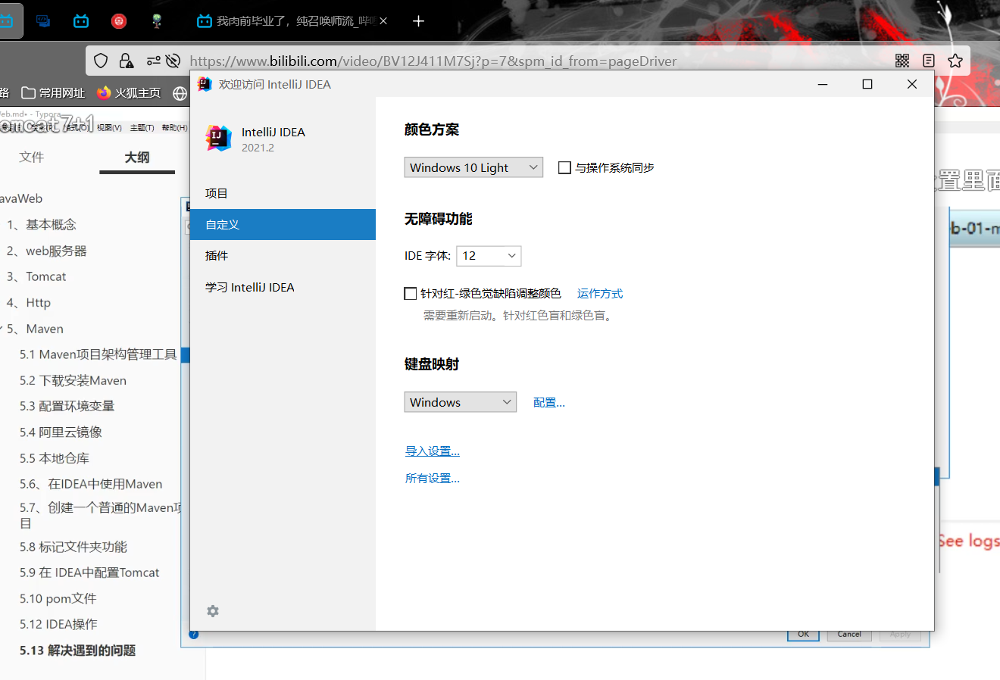 我肉前毕业了，纯召唤师流_哔哩
https://www.bilibili.com/video/BV12J411M7Sj?p=7&spm_id_from=pageDriver
路 常用网址 火狐主页
eb.md• - Typora
omcat7+1
视图(V) 主题(T) 帮助(H)
文件 大纲
avaWeb
1、基本概念
2、web服务器
3、Tomcat
4、Http
5、Maven
5.1 Maven项目架构管理工具
5.2 下载安装Maven
5.3 配置环境变量
5.4 阿里云镜像
5.5 本地仓库
5.6、在IDEA中使用Maven
5.7、创建一个普通的Maven项
目
5.8 标记文件夹功能
5.9 在 IDEA中配置Tomcat
5.10 pom文件
5.12 IDEA操作
5.13 解决遇到的问题
欢迎访问 IntelliJ IDEA
IntelliJ IDEA
2021.2
项目
自定义
插件
学习 IntelliJ IDEA
颜色方案
Windows 10 Light 与操作系统同步
无障碍功能
IDE 字体: 12
针对红-绿色觉缺陷调整颜色 运作方式
需要重新启动。针对红色盲和绿色盲。
键盘映射
Windows 配置...
导入设置...
所有设置...
置里面
b-01-m
See logs
OK Cancel Apply